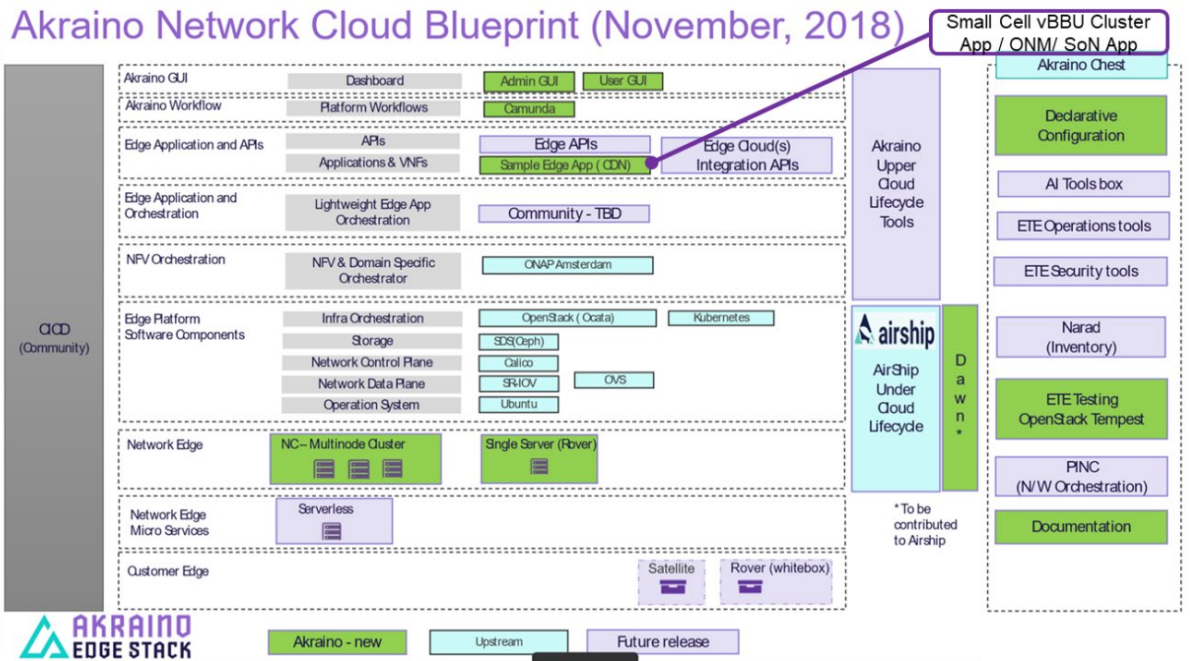 Akraino Network Cloud Blueprint (November, 2018)
Small Cell vBBU Cluster
App / ONM/ SoN App
CICD
(Community)
Akraino GUI
Dashboard
Admin GUI
User GUI
Akraino Workflow
Platform Workflows
Camunda
Edge Application and APIs
APIs
Edge APIs
Edge Cloud(s)
Integration APIs
Applications & VNFs
Sample Edge App ( CDN)
Edge Application and
Orchestration
Lightweight Edge App
Orchestration
Community - TBD
NFV Orchestration
NFV & Domain Specific
Orchestrator
ONAP Amsterdam
Edge Platform
Software Components
Infra Orchestration
OpenStack ( Ocata)
Kubernetes
Storage
SDS(Ceph)
Network Control Plane
Calico
Network Data Plane
SR-IOV
OVS
Operation System
Ubuntu
Network Edge
NC – Multinode Cluster
Single Server (Rover)
Network Edge
Micro Services
Serverless
Customer Edge
Satellite
Rover (whitebox)
Akraino
Upper
Cloud
Lifecycle
Tools
airship
AirShip
Under
Cloud
Lifecycle
D
a
w
n
*
* To be
contributed
to Airship
Akraino Chest
Declarative
Configuration
AI Tools box
ETE Operations tools
ETE Security tools
Narad
(Inventory)
ETE Testing
OpenStack Tempest
PINC
(N/W Orchestration)
Documentation
AKRAINO
EDGE STACK
Akraino - new
Upstream
Future release